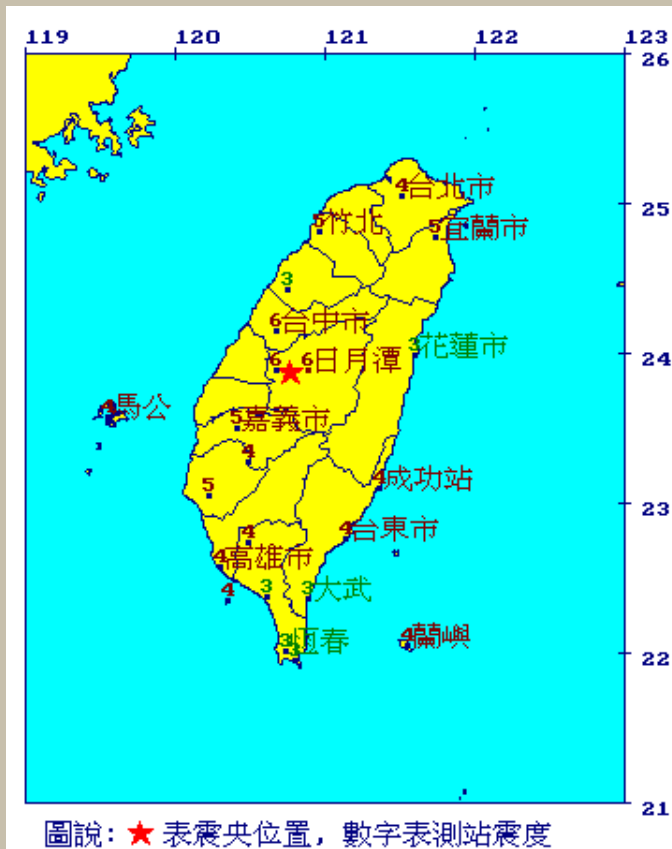 119 120 121 122 123
26
4台北市
25
5竹北
5宜蘭市
3
6台中市
3花蓮市
24
6
6日月潭
4馬公
5嘉義市
4
4成功站
5
23
4
4台東市
4高雄市
4
3
3大武
4蘭嶼
3恆春
3
22
21
圖說: ★ 表震央位置, 數字表測站震度